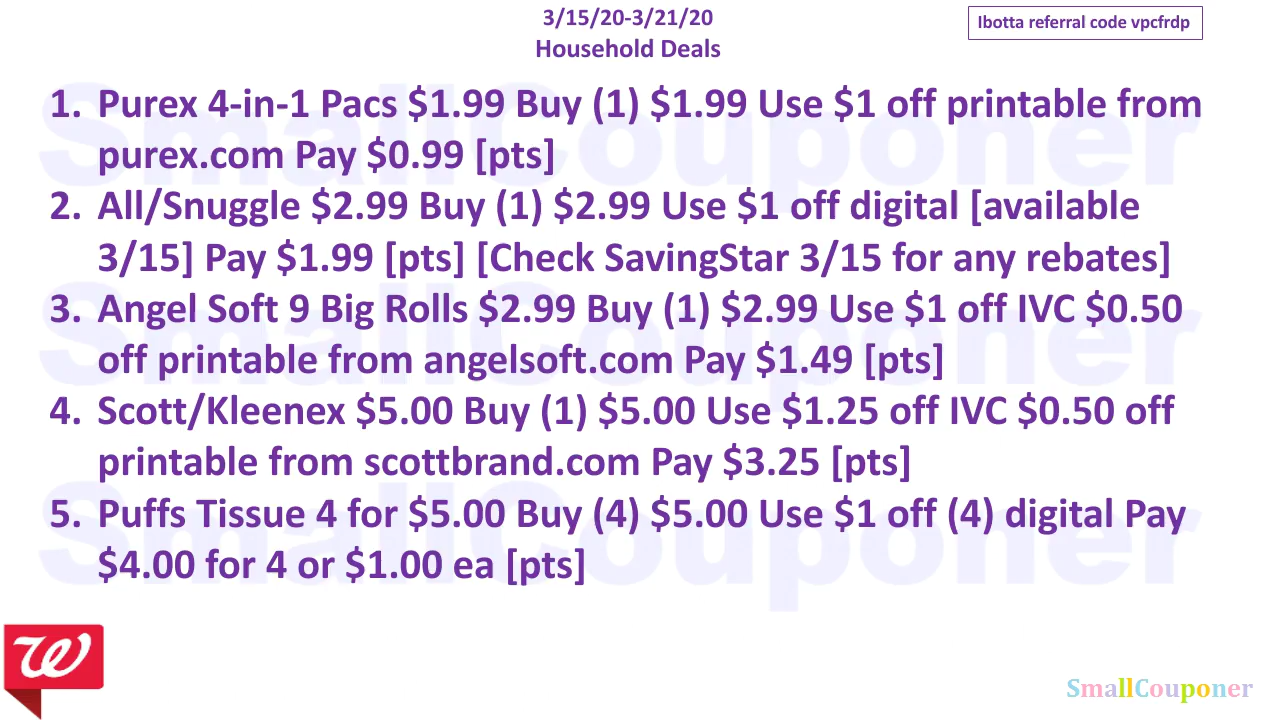 3/15/20-3/21/20
Household Deals
Ibotta referral code vpcfrdp
1. Purex 4-in-1 Pacs $1.99 Buy (1) $1.99 Use $1 off printable from
purex.com Pay $0.99 [pts]
2. All/Snuggle $2.99 Buy (1) $2.99 Use $1 off digital [available
3/15] Pay $1.99 [pts] [Check SavingStar 3/15 for any rebates]
3. Angel Soft 9 Big Rolls $2.99 Buy (1) $2.99 Use $1 off IVC $0.50
off printable from angelsoft.com Pay $1.49 [pts]
4. Scott/Kleenex $5.00 Buy (1) $5.00 Use $1.25 off IVC $0.50 off
printable from scottbrand.com Pay $3.25 [pts]
5. Puffs Tissue 4 for $5.00 Buy (4) $5.00 Use $1 off (4) digital Pay
$4.00 for 4 or $1.00 ea [pts]
SmallCouponer
SmallCouponer
SmallCouponer
W
SmallCouponer